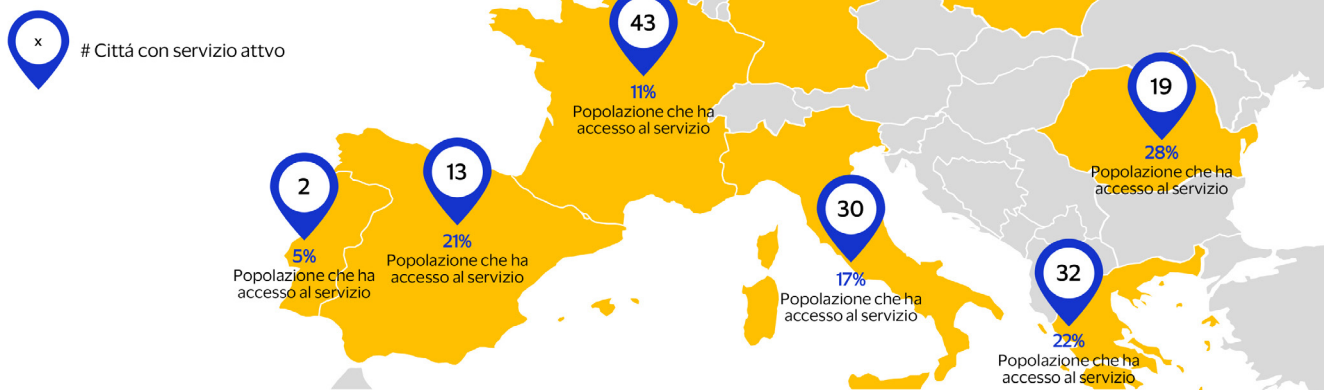 x
# Cittá con servizio attvo
43
11%
Popolazione che ha
accesso al servizio
19
28%
Popolazione che ha
accesso al servizio
2
5%
Popolazione che ha
accesso al servizio
13
21%
Popolazione che ha
accesso al servizio
30
17%
Popolazione che ha
accesso al servizio
32
22%
Popolazione che ha
accesso al servizio